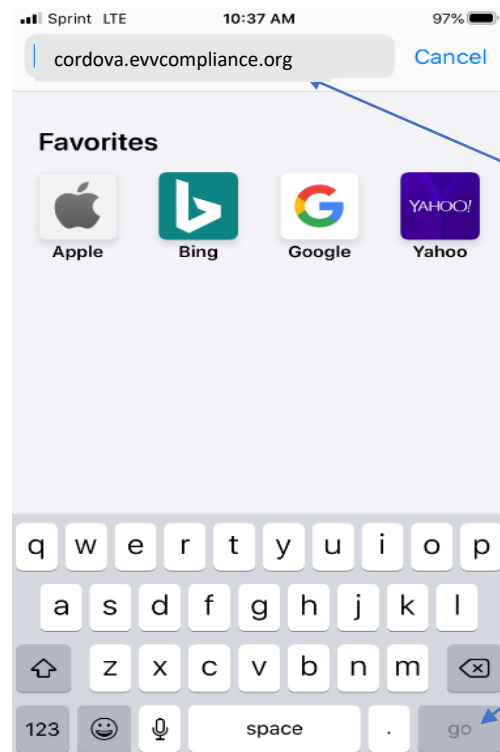 Sprint LTE 10:37 AM 97%
cordova.evvcompliance.org Cancel
Favorites
YAHOO!
Apple Bing Google Yahoo
q w e r t y u i o p
a s d f g h j k l
z x c v b n m
123 space . go